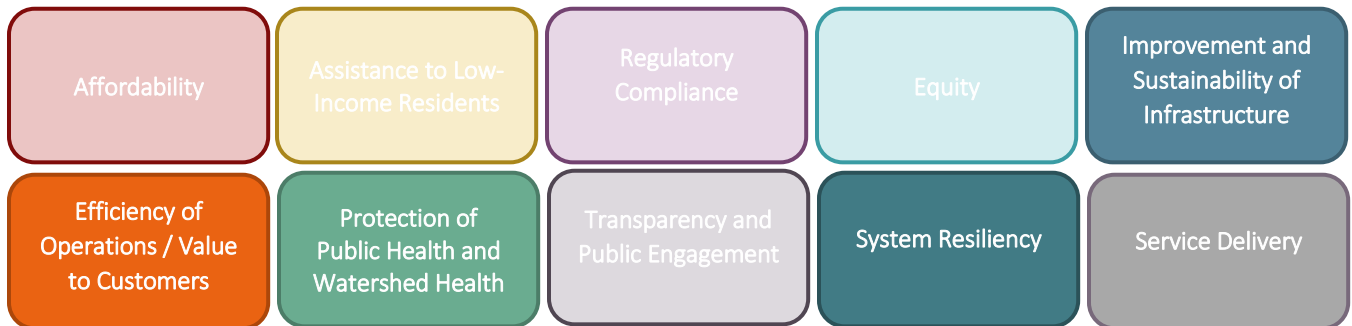 Affordability
Assistance to Low-
Income Residents
Regulatory
Compliance
Equity
Improvement and
Sustainability of
Infrastructure
Efficiency of
Operations / Value
to Customers
Protection of
Public Health and
Watershed Health
Transparency and
Public Engagement
System Resiliency
Service Delivery